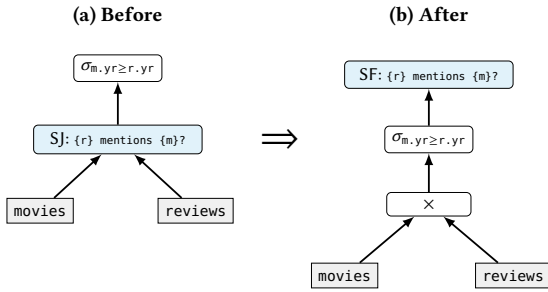 (a) Before
σm.yr≥r.yr
SJ: {r} mentions {m}?
movies
reviews
⇒
(b) After
SF: {r} mentions {m}?
σm.yr≥r.yr
×
movies
reviews